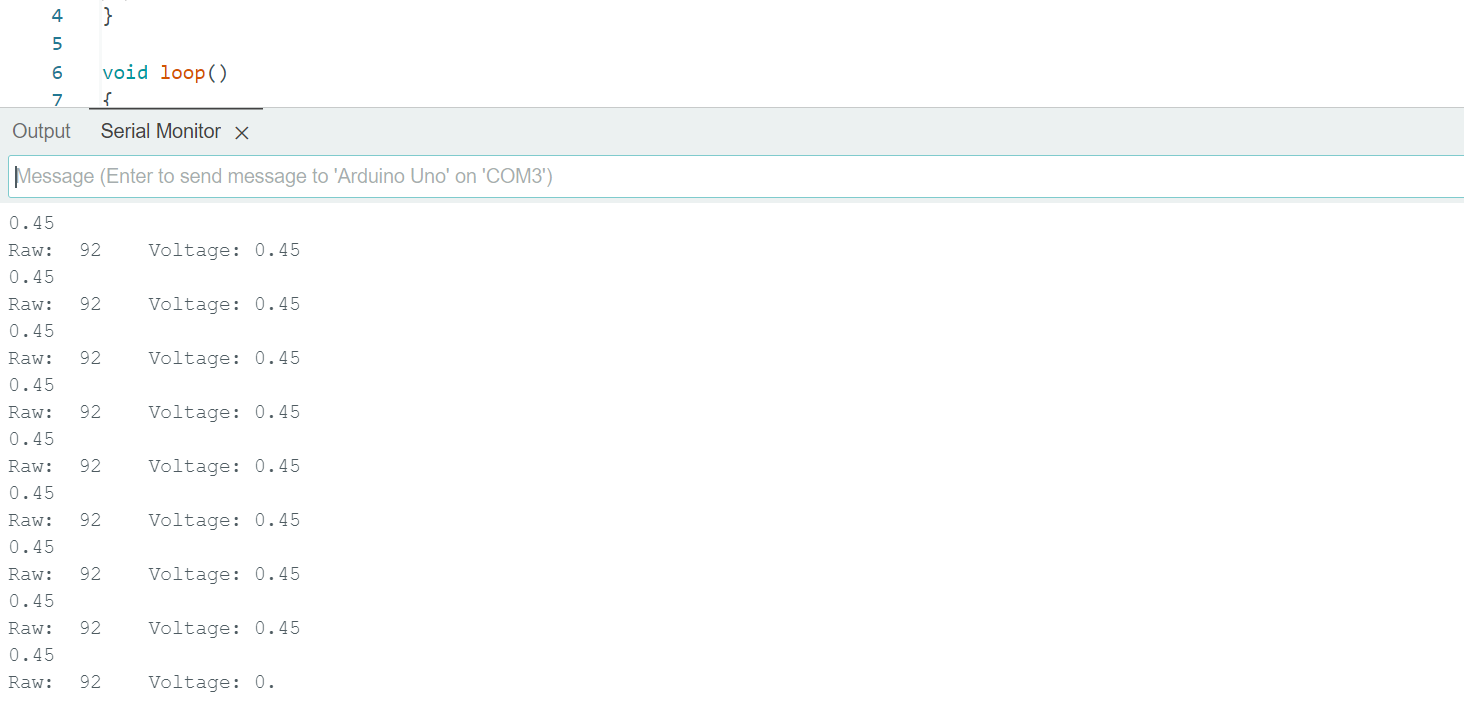 4 }
5
6 void loop()
7 {
Output Serial Monitor ×
Message (Enter to send message to 'Arduino Uno' on 'COM3')
0.45
Raw: 92 Voltage: 0.45
0.45
Raw: 92 Voltage: 0.45
0.45
Raw: 92 Voltage: 0.45
0.45
Raw: 92 Voltage: 0.45
0.45
Raw: 92 Voltage: 0.45
0.45
Raw: 92 Voltage: 0.45
0.45
Raw: 92 Voltage: 0.45
0.45
Raw: 92 Voltage: 0.45
0.45
Raw: 92 Voltage: 0.